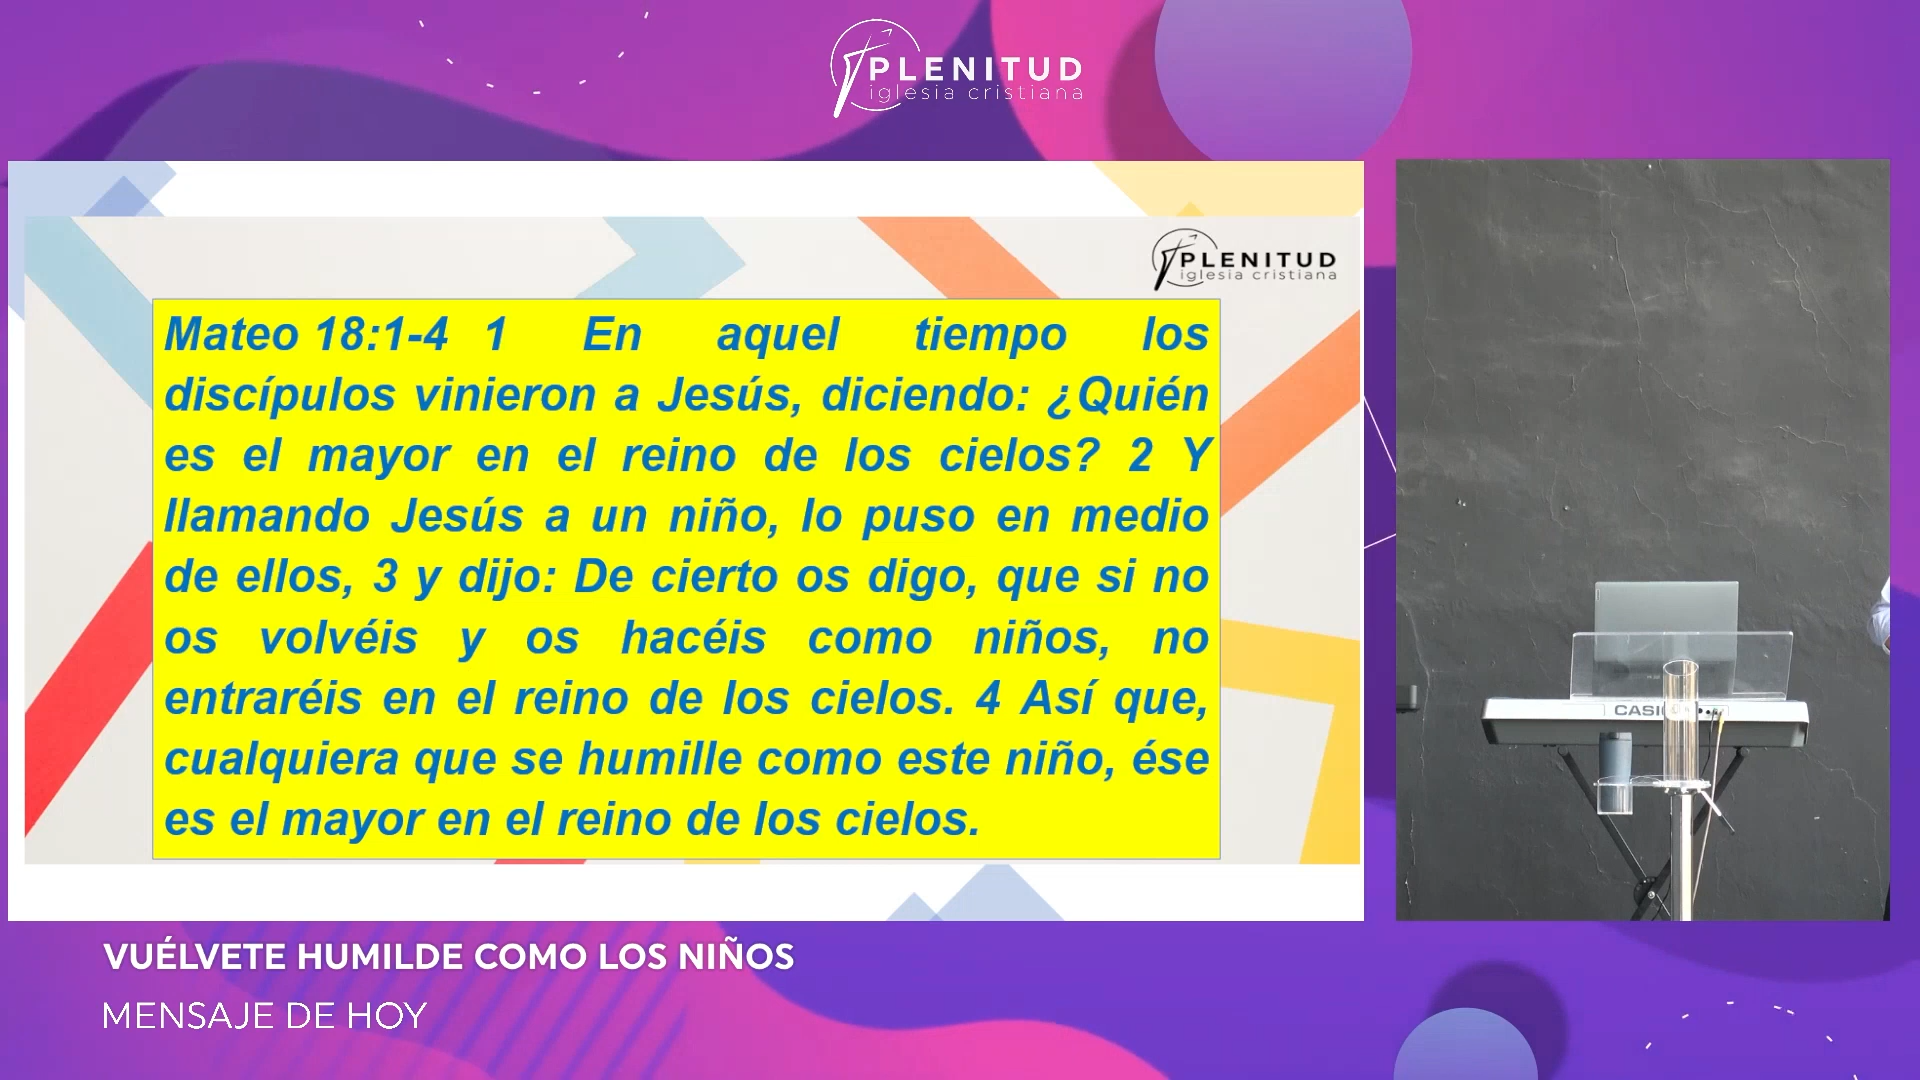 PLENITUD
iglesia cristiana
PLENITUD
iglesia cristiana
Mateo 18:1-4 1 En aquel tiempo los
discípulos vinieron a Jesús, diciendo: ¿Quién
es el mayor en el reino de los cielos? 2 Y
llamando Jesús a un niño, lo puso en medio
de ellos, 3 y dijo: De cierto os digo, que si no
os volvéis y os hacéis como niños, no
entraréis en el reino de los cielos. 4 Así que,
cualquiera que se humille como este niño, ése
es el mayor en el reino de los cielos.
VUÉLVETE HUMILDE COMO LOS NIÑOS
MENSAJE DE HOY